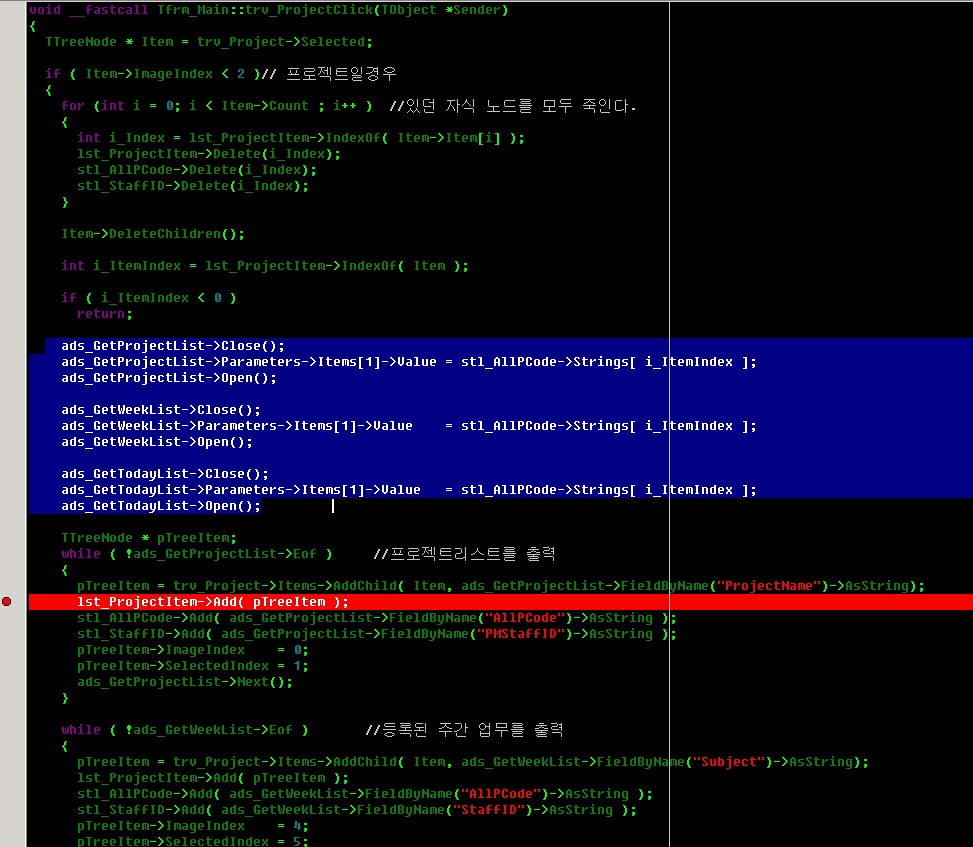 void __fastcall Tfrm_Main::trv_ProjectClick(TObject *Sender)
{
  TTreeNode * Item = trv_Project->Selected;

  if ( Item->ImageIndex < 2 )// 프로젝트일경우
  {
    for (int i = 0; i < Item->Count ; i++ )  //있던 자식 노드를 모두 죽인다.
    {
      int i_Index = lst_ProjectItem->IndexOf( Item->Item[i] );
      lst_ProjectItem->Delete(i_Index);
      stl_AllPCode->Delete(i_Index);
      stl_StaffID->Delete(i_Index);
    }

    Item->DeleteChildren();

    int i_ItemIndex = lst_ProjectItem->IndexOf( Item );

    if ( i_ItemIndex < 0 )
      return;

    ads_GetProjectList->Close();
    ads_GetProjectList->Parameters->Items[1]->Value = stl_AllPCode->Strings[ i_ItemIndex ];
    ads_GetProjectList->Open();

    ads_GetWeekList->Close();
    ads_GetWeekList->Parameters->Items[1]->Value    = stl_AllPCode->Strings[ i_ItemIndex ];
    ads_GetWeekList->Open();

    ads_GetTodayList->Close();
    ads_GetTodayList->Parameters->Items[1]->Value   = stl_AllPCode->Strings[ i_ItemIndex ];
    ads_GetTodayList->Open();

    TTreeNode * pTreeItem;
    while ( !ads_GetProjectList->Eof )     //프로젝트리스트를 출력
    {
      pTreeItem = trv_Project->Items->AddChild( Item, ads_GetProjectList->FieldByName("ProjectName")->AsString);
      lst_ProjectItem->Add( pTreeItem );
      stl_AllPCode->Add( ads_GetProjectList->FieldByName("AllPCode")->AsString );
      stl_StaffID->Add( ads_GetProjectList->FieldByName("PMStaffID")->AsString );
      pTreeItem->ImageIndex    = 0;
      pTreeItem->SelectedIndex = 1;
      ads_GetProjectList->Next();
    }

    while ( !ads_GetWeekList->Eof )       //등록된 주간 업무를 출력
    {
      pTreeItem = trv_Project->Items->AddChild( Item, ads_GetWeekList->FieldByName("Subject")->AsString);
      lst_ProjectItem->Add( pTreeItem );
      stl_AllPCode->Add( ads_GetWeekList->FieldByName("AllPCode")->AsString );
      stl_StaffID->Add( ads_GetWeekList->FieldByName("StaffID")->AsString );
      pTreeItem->ImageIndex    = 4;
      pTreeItem->SelectedIndex = 5;